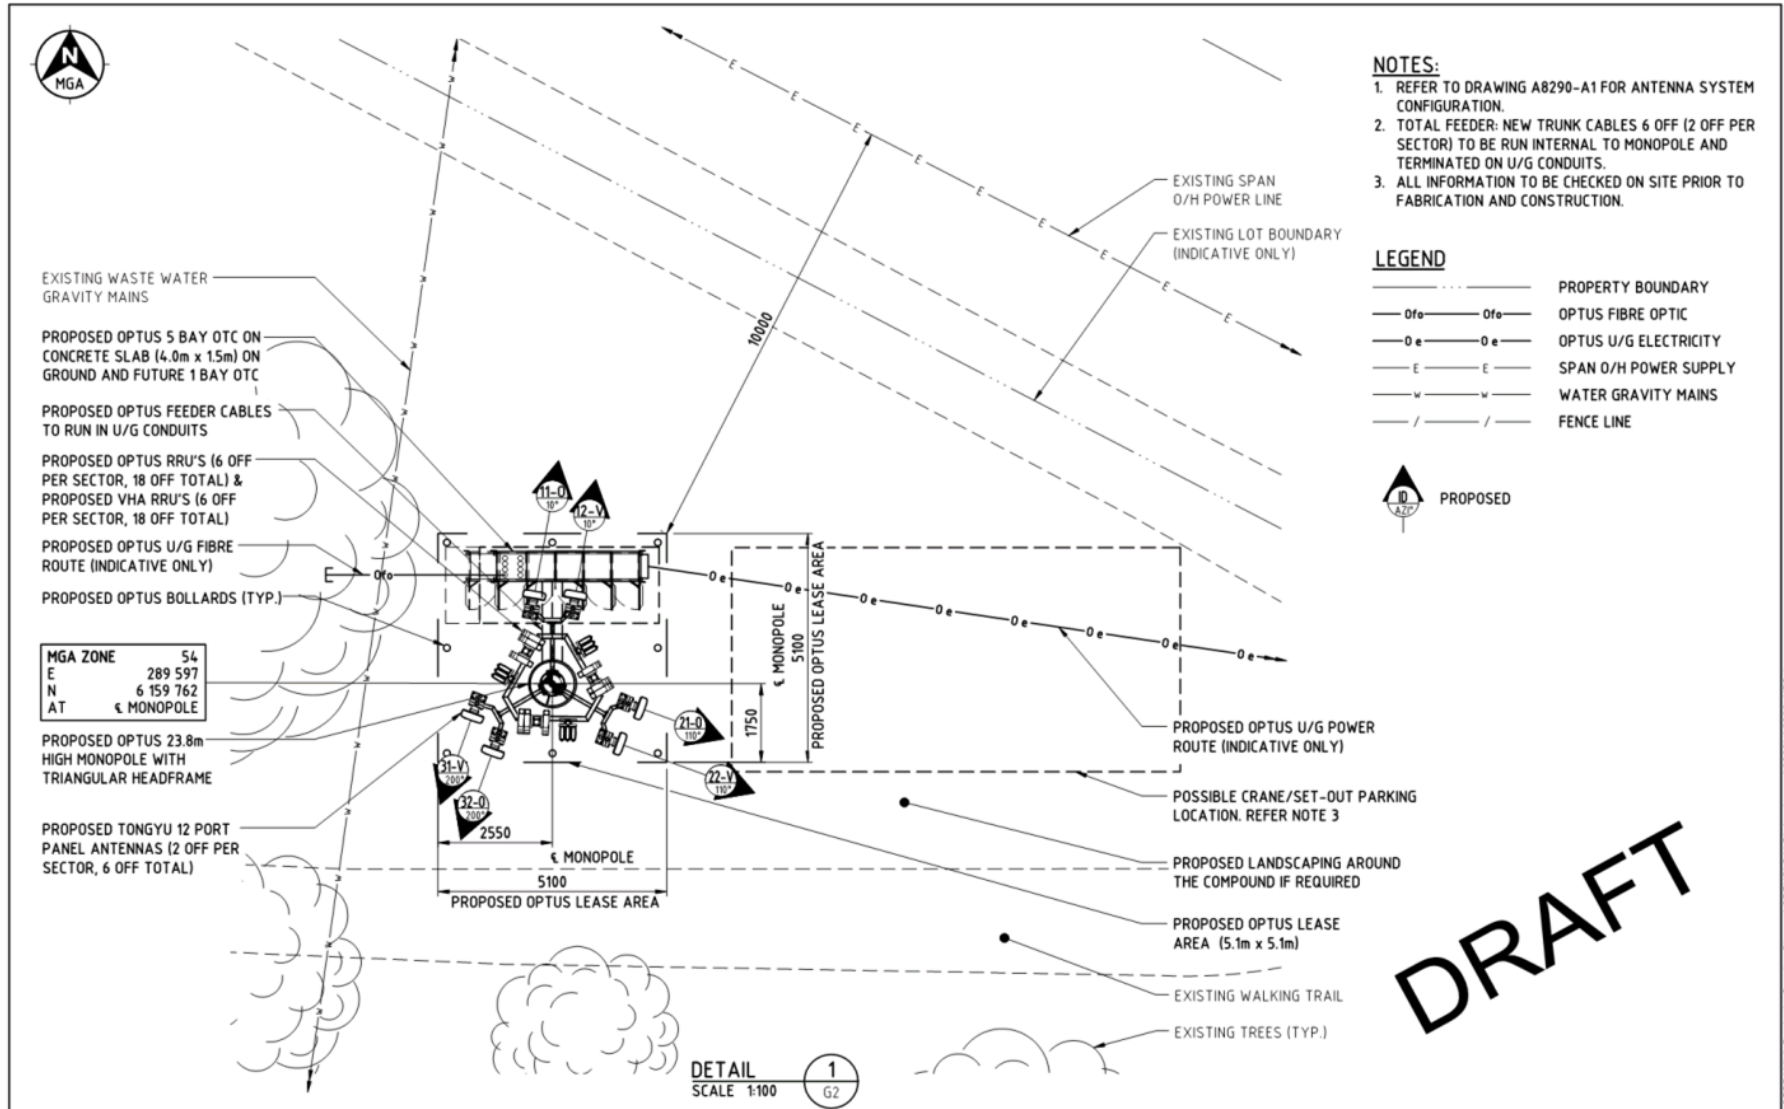 N
MGA
NOTES:
1. REFER TO DRAWING A8290-A1 FOR ANTENNA SYSTEM
CONFIGURATION.
2. TOTAL FEEDER: NEW TRUNK CABLES 6 OFF (2 OFF PER
SECTOR) TO BE RUN INTERNAL TO MONOPOLE AND
TERMINATED ON U/G CONDUITS.
3. ALL INFORMATION TO BE CHECKED ON SITE PRIOR TO
FABRICATION AND CONSTRUCTION.
LEGEND
PROPERTY BOUNDARY
Ofo Ofo OPTUS FIBRE OPTIC
O e O e OPTUS U/G ELECTRICITY
E E SPAN O/H POWER SUPPLY
w w WATER GRAVITY MAINS
/ / FENCE LINE
ID
AZI°
PROPOSED
EXISTING SPAN
O/H POWER LINE
EXISTING LOT BOUNDARY
(INDICATIVE ONLY)
EXISTING WASTE WATER
GRAVITY MAINS
PROPOSED OPTUS 5 BAY OTC ON
CONCRETE SLAB (4.0m x 1.5m) ON
GROUND AND FUTURE 1 BAY OTC
PROPOSED OPTUS FEEDER CABLES
TO RUN IN U/G CONDUITS
PROPOSED OPTUS RRU'S (6 OFF
PER SECTOR, 18 OFF TOTAL) &
PROPOSED VHA RRU'S (6 OFF
PER SECTOR, 18 OFF TOTAL)
PROPOSED OPTUS U/G FIBRE
ROUTE (INDICATIVE ONLY)
PROPOSED OPTUS BOLLARDS (TYP.)
MGA ZONE 54
E 289 597
N 6 159 762
AT ℄ MONOPOLE
PROPOSED OPTUS 23.8m
HIGH MONOPOLE WITH
TRIANGULAR HEADFRAME
PROPOSED TONGYU 12 PORT
PANEL ANTENNAS (2 OFF PER
SECTOR, 6 OFF TOTAL)
10000
E E E E E E E E E
w w w w w w w w w w w
Ofo
O e O e O e O e O e O e O e O e
11-O
10°
12-V
10°
21-O
110°
22-V
110°
31-V
200°
32-O
200°
1750
℄ MONOPOLE
5100
PROPOSED OPTUS LEASE AREA
2550
℄ MONOPOLE
5100
PROPOSED OPTUS LEASE AREA
PROPOSED OPTUS U/G POWER
ROUTE (INDICATIVE ONLY)
POSSIBLE CRANE/SET-OUT PARKING
LOCATION. REFER NOTE 3
PROPOSED LANDSCAPING AROUND
THE COMPOUND IF REQUIRED
PROPOSED OPTUS LEASE
AREA (5.1m x 5.1m)
EXISTING WALKING TRAIL
EXISTING TREES (TYP.)
DRAFT
DETAIL
SCALE 1:100
1
G2